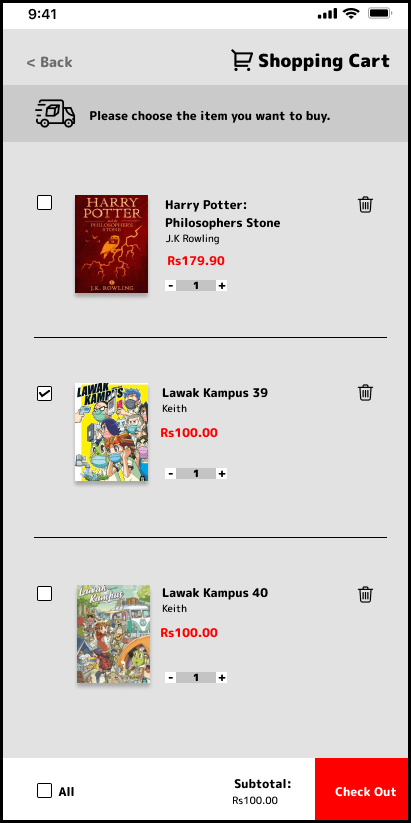 9:41
< Back
Shopping Cart
Please choose the item you want to buy.
HARRY
POTTER
and the
PHILOSOPHER'S
STONE
J.K. ROWLING
Harry Potter:
Philosophers Stone
J.K Rowling
Rs179.90
- 1 +
LAWAK
KAMPUS
Lawak Kampus 39
Keith
Rs100.00
- 1 +
Lawak
Kampus
Lawak Kampus 40
Keith
Rs100.00
- 1 +
All
Subtotal:
Rs100.00
Check Out